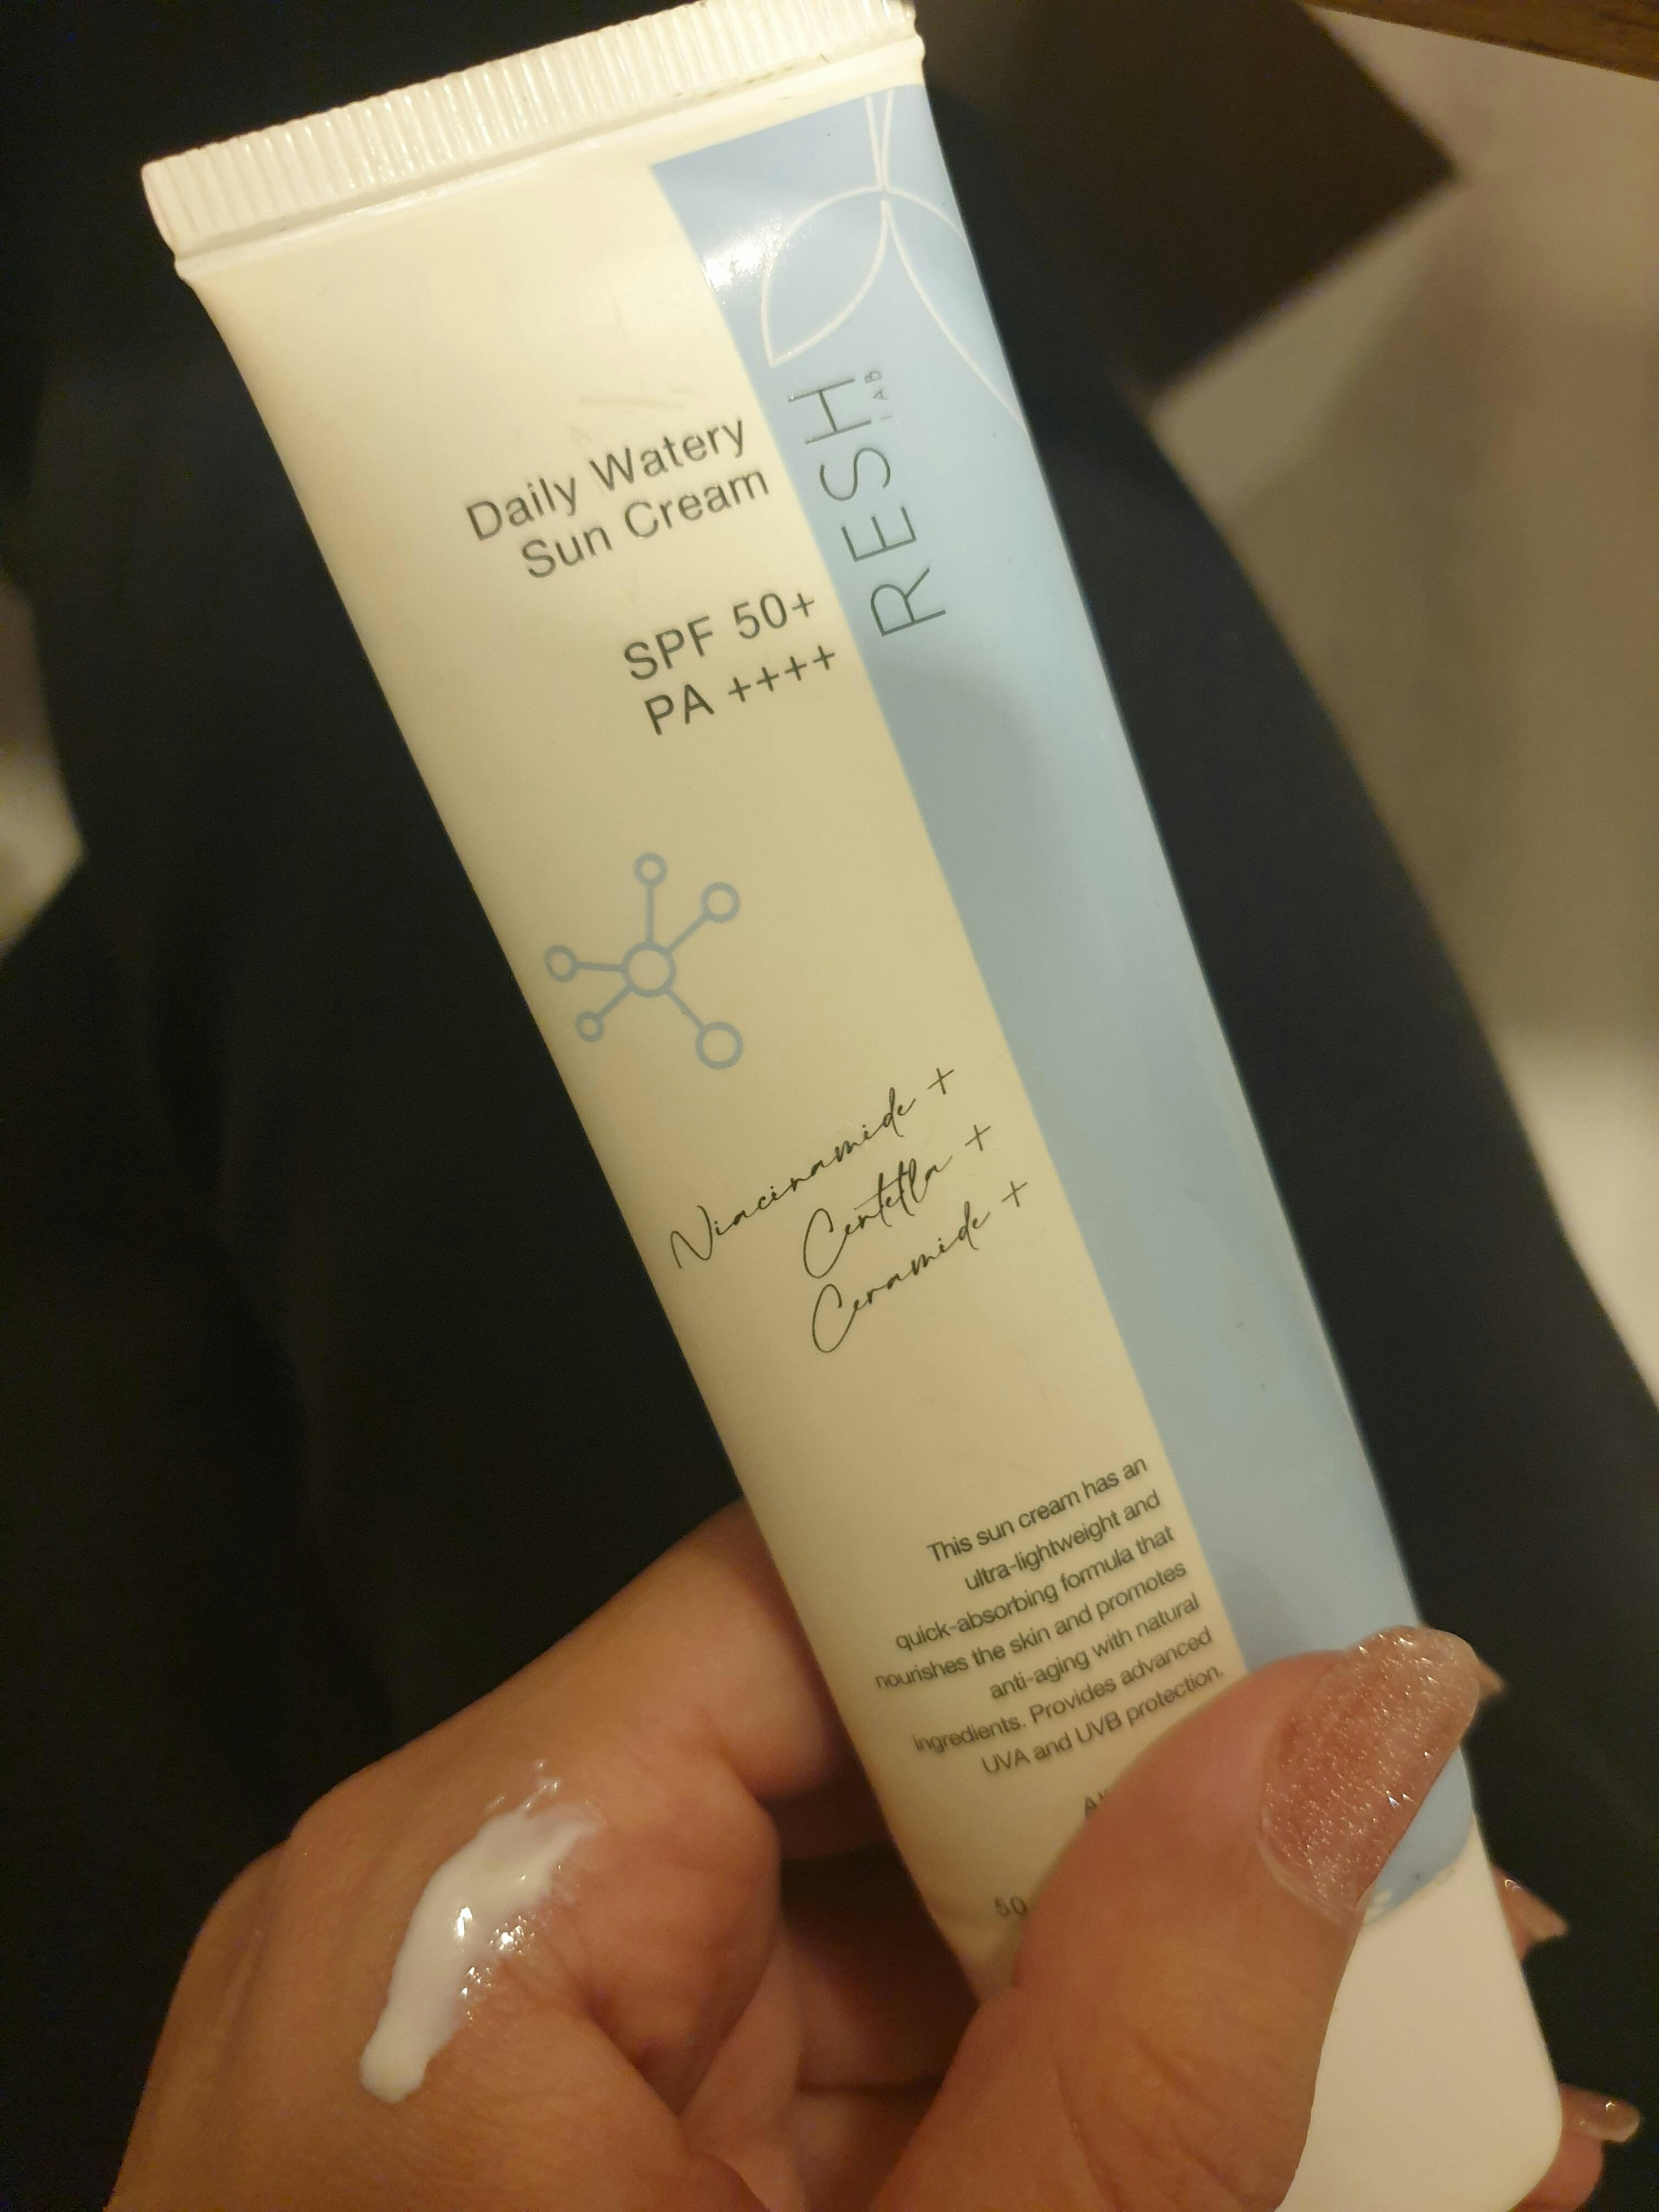 RESH
LAB
Daily Watery
Sun Cream
SPF 50+
PA ++++
Niacinamide +
Centella +
Ceramide +
This sun cream has an
ultra-lightweight and
quick-absorbing formula that
nourishes the skin and promotes
anti-aging with natural
ingredients. Provides advanced
UVA and UVB protection.
50